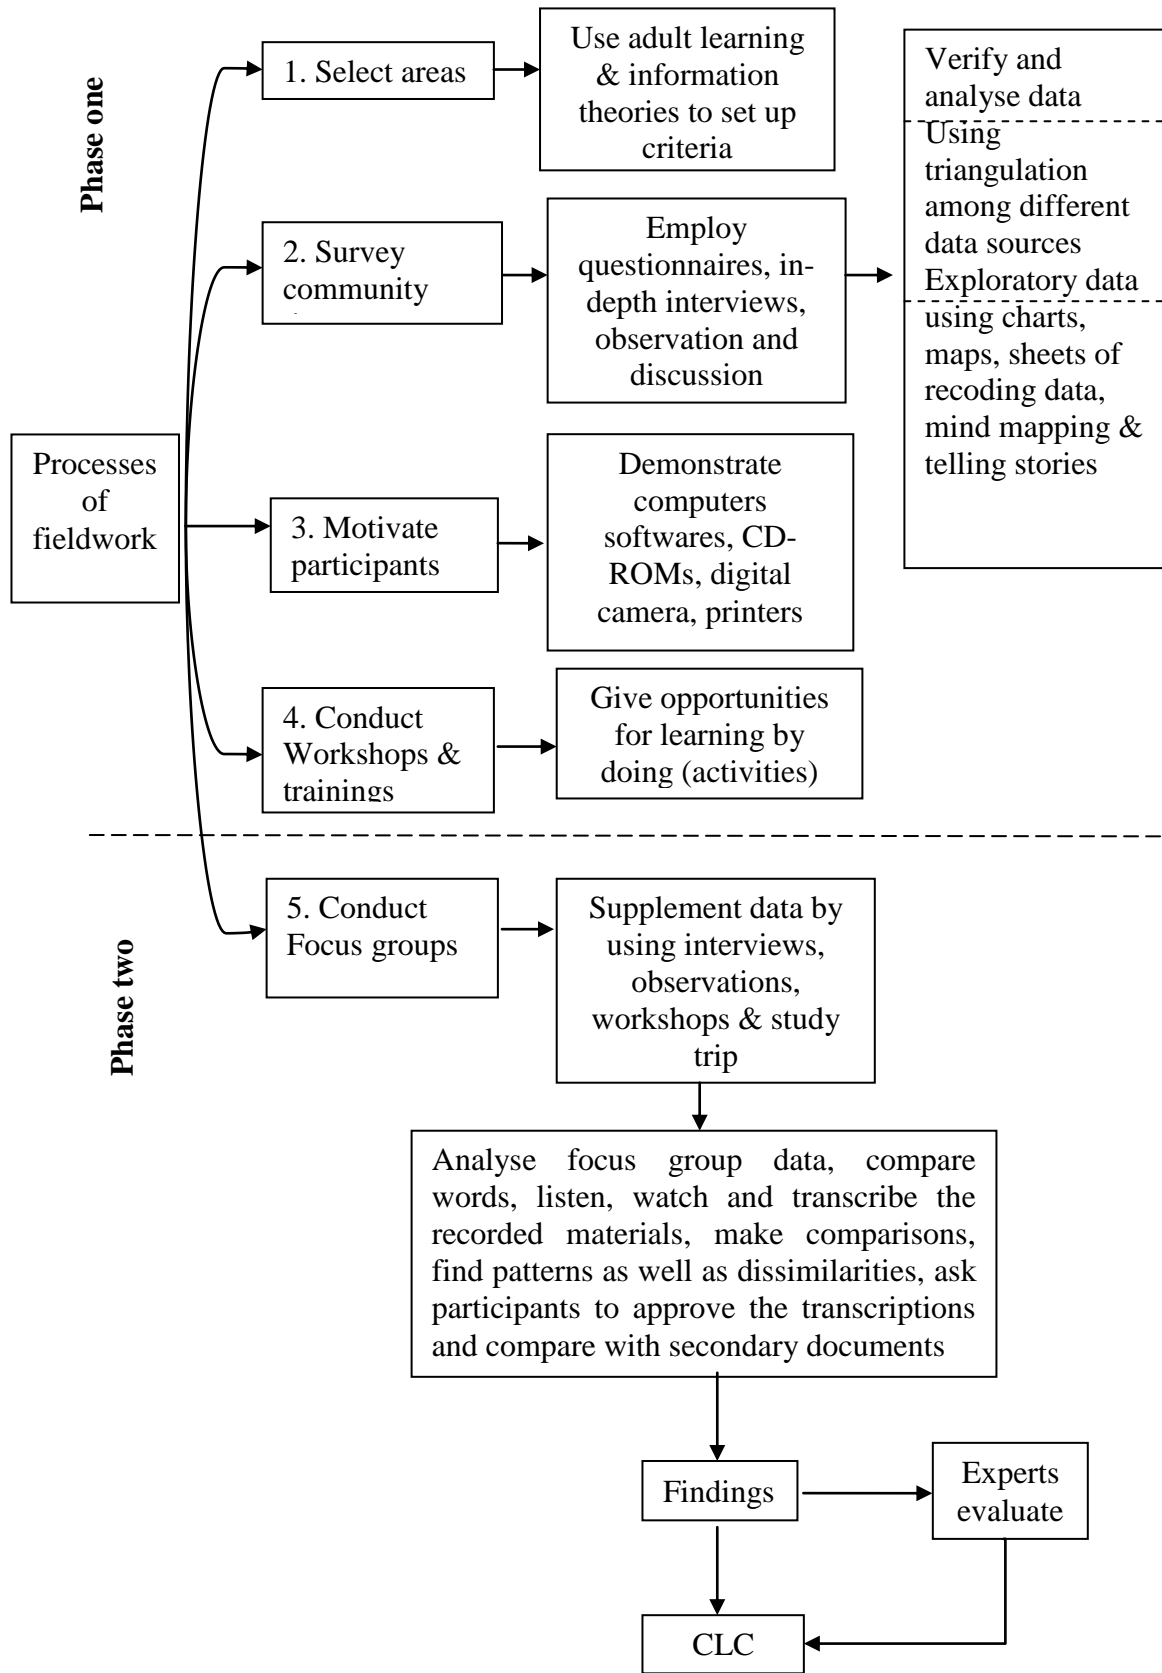 Phase one
1. Select areas
Use adult learning
& information
theories to set up
criteria
Verify and
analyse data
Using
triangulation
among different
data sources
Exploratory data
using charts,
maps, sheets of
recoding data,
mind mapping &
telling stories
2. Survey
community
Employ
questionnaires, in-
depth interviews,
observation and
discussion
Processes
of
fieldwork
3. Motivate
participants
Demonstrate
computers
softwares, CD-
ROMs, digital
camera, printers
4. Conduct
Workshops &
trainings
Give opportunities
for learning by
doing (activities)
Phase two
5. Conduct
Focus groups
Supplement data by
using interviews,
observations,
workshops & study
trip
Analyse focus group data, compare
words, listen, watch and transcribe the
recorded materials, make comparisons,
find patterns as well as dissimilarities, ask
participants to approve the transcriptions
and compare with secondary documents
Findings
Experts
evaluate
CLC